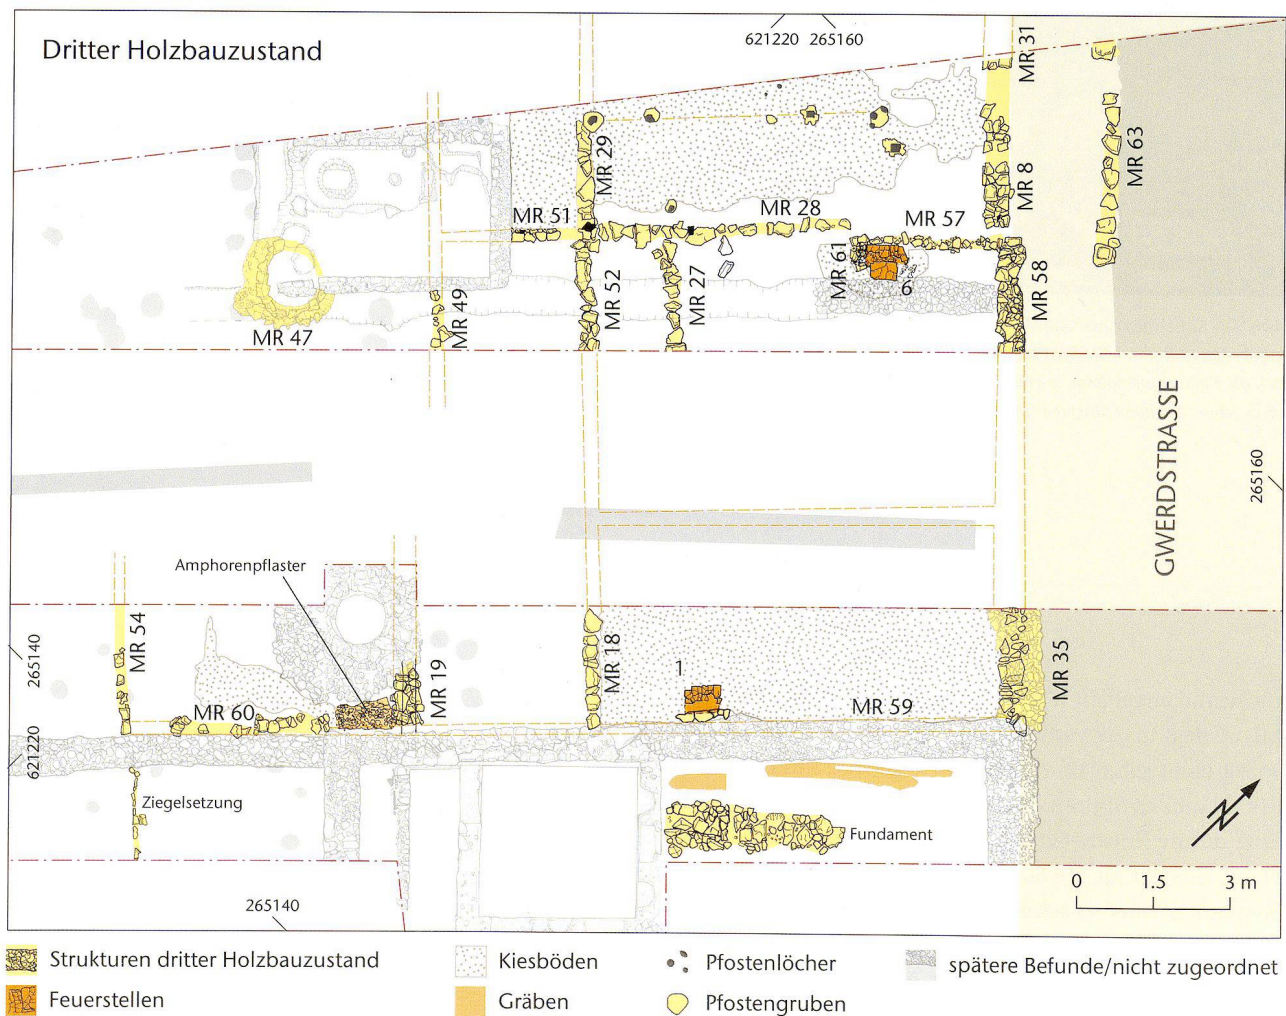 Dritter Holzbauzustand
621220
265160
MR 31
MR 29
MR 8
MR 63
MR 51
MR 28
MR 57
MR 52
MR 27
MR 61
6
MR 58
MR 49
MR 47
GWERDSTRASSE
265160
Amphorenpflaster
265140
MR 54
MR 19
MR 18
1
MR 35
MR 60
MR 59
621220
Ziegelsetzung
Fundament
265140
0 1.5 3 m
Strukturen dritter Holzbauzustand
Kiesböden
Pfostenlöcher
spätere Befunde/nicht zugeordnet
Feuerstellen
Gräben
Pfostengruben